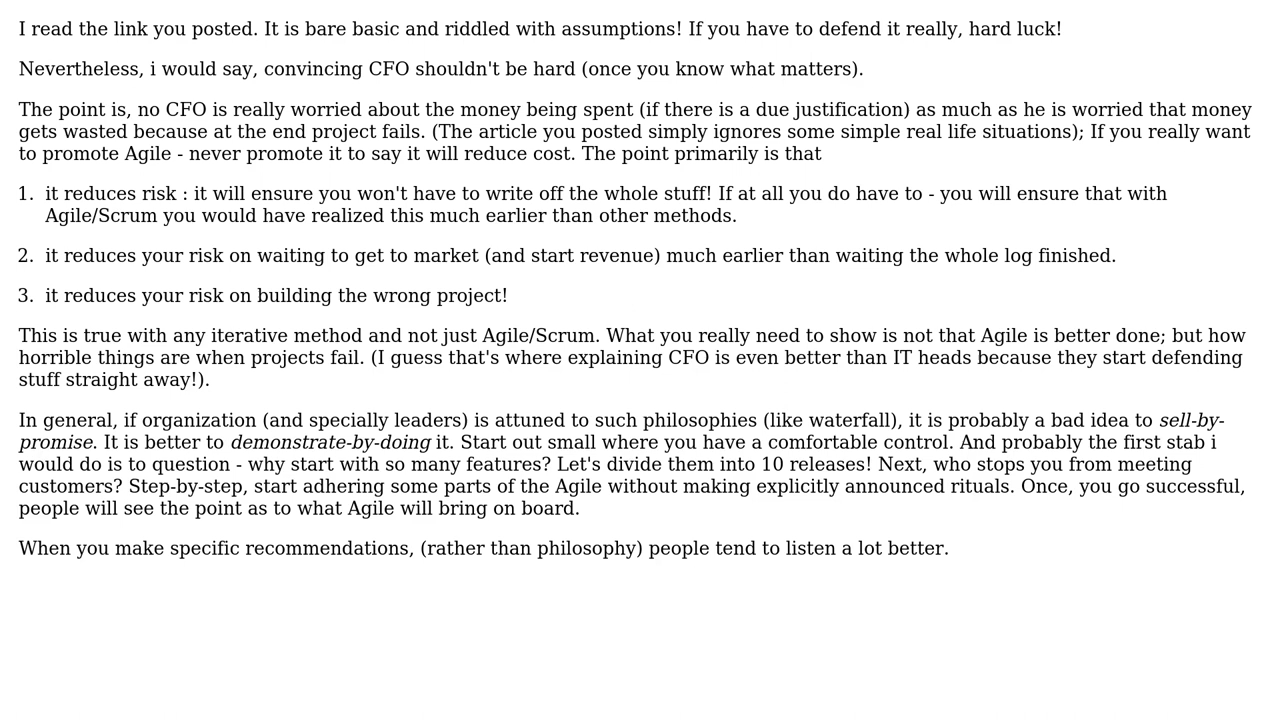 I read the link you posted. It is bare basic and riddled with assumptions! If you have to defend it really, hard luck!
Nevertheless, i would say, convincing CFO shouldn't be hard (once you know what matters).
The point is, no CFO is really worried about the money being spent (if there is a due justification) as much as he is worried that money
gets wasted because at the end project fails. (The article you posted simply ignores some simple real life situations); If you really want
to promote Agile - never promote it to say it will reduce cost. The point primarily is that
1. it reduces risk : it will ensure you won't have to write off the whole stuff! If at all you do have to - you will ensure that with
Agile/Scrum you would have realized this much earlier than other methods.
2. it reduces your risk on waiting to get to market (and start revenue) much earlier than waiting the whole log finished.
3. it reduces your risk on building the wrong project!
This is true with any iterative method and not just Agile/Scrum. What you really need to show is not that Agile is better done; but how
horrible things are when projects fail. (I guess that's where explaining CFO is even better than IT heads because they start defending
stuff straight away!).
In general, if organization (and specially leaders) is attuned to such philosophies (like waterfall), it is probably a bad idea to sell-by-
promise. It is better to demonstrate-by-doing it. Start out small where you have a comfortable control. And probably the first stab i
would do is to question - why start with so many features? Let's divide them into 10 releases! Next, who stops you from meeting
customers? Step-by-step, start adhering some parts of the Agile without making explicitly announced rituals. Once, you go successful,
people will see the point as to what Agile will bring on board.
When you make specific recommendations, (rather than philosophy) people tend to listen a lot better.